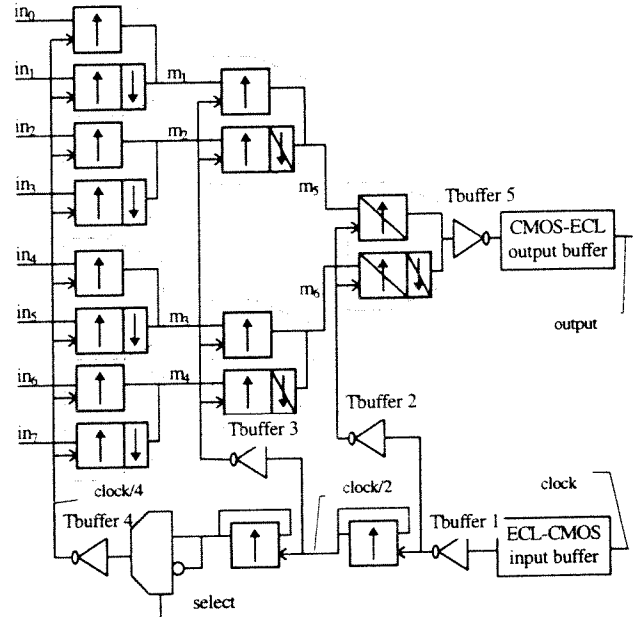 in0
in1
m1
in2
m2
in3
m5
Tbuffer 5
CMOS-ECL
output buffer
in4
m6
output
in5
m3
in6
m4
Tbuffer 2
in7
Tbuffer 3
clock/4
clock/2
clock
Tbuffer 4
Tbuffer 1
ECL-CMOS
input buffer
select